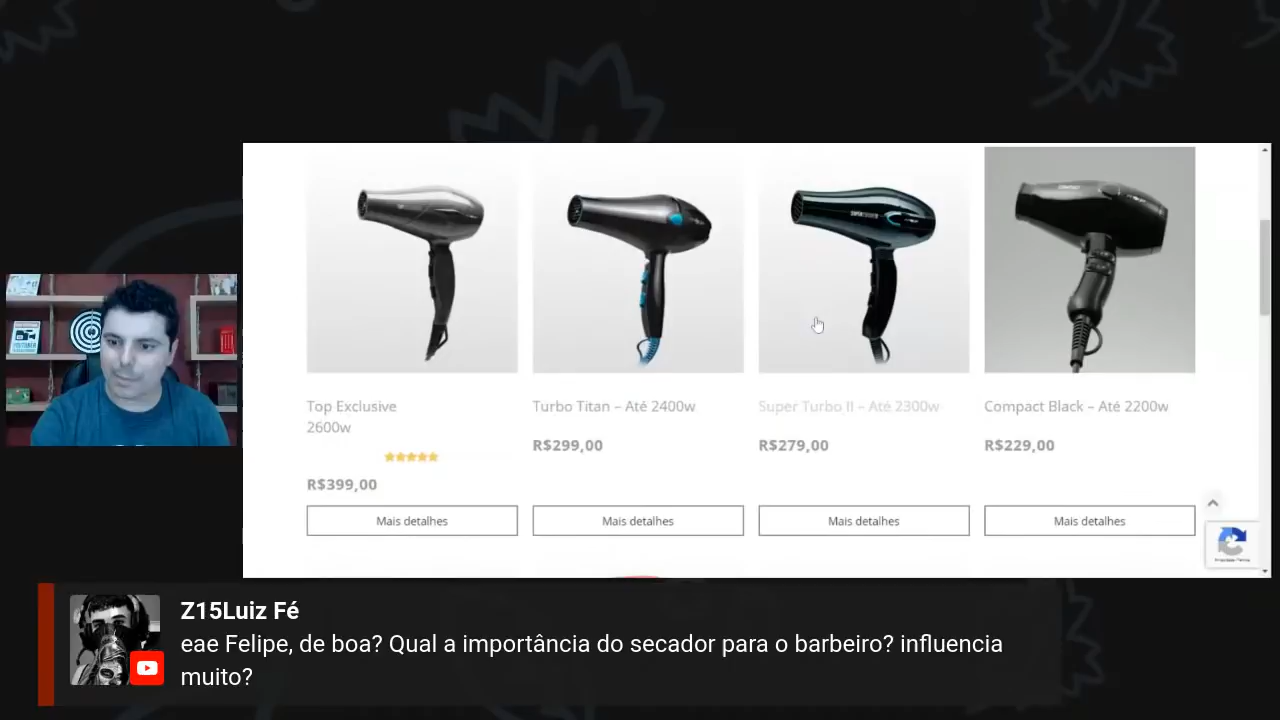 Top Exclusive
2600w
R$399,00
Mais detalhes
Turbo Titan – Até 2400w
R$299,00
Mais detalhes
Super Turbo II – Até 2300w
R$279,00
Mais detalhes
Compact Black – Até 2200w
R$229,00
Mais detalhes
Z15Luiz Fé
eae Felipe, de boa? Qual a importância do secador para o barbeiro? influencia
muito?